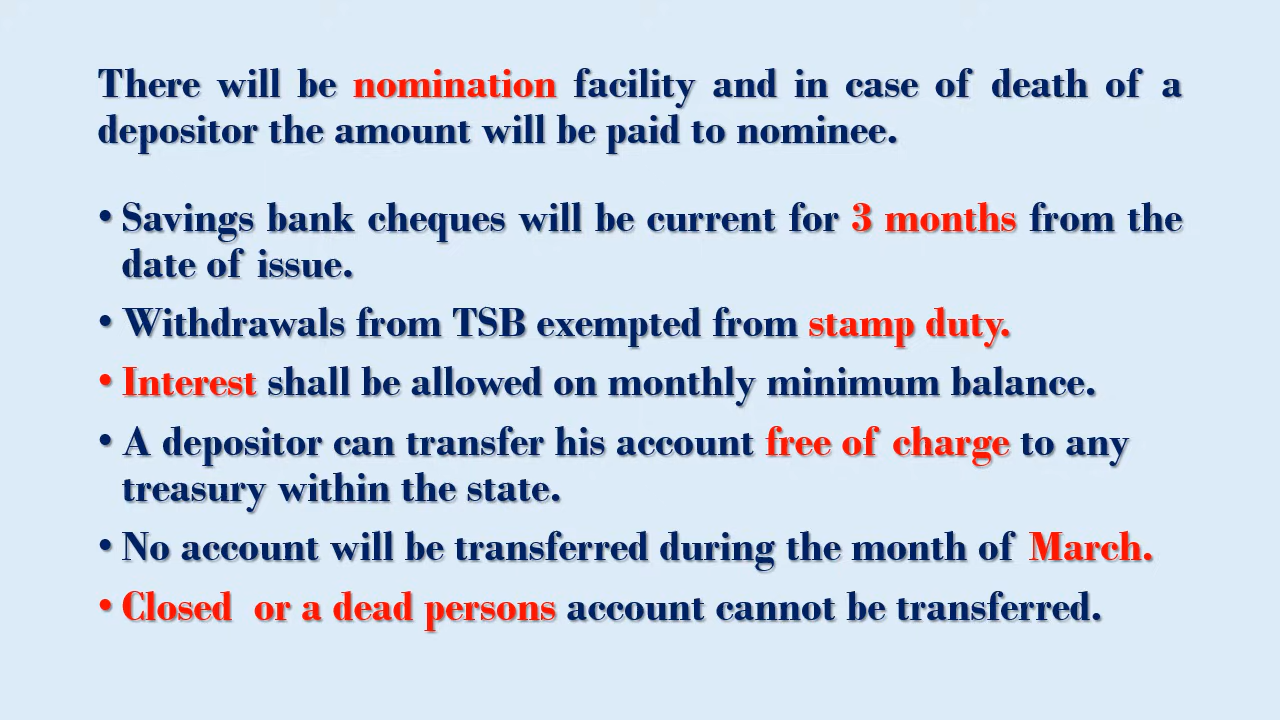 There will be nomination facility and in case of death of a
depositor the amount will be paid to nominee.
• Savings bank cheques will be current for 3 months from the
date of issue.
• Withdrawals from TSB exempted from stamp duty.
• Interest shall be allowed on monthly minimum balance.
• A depositor can transfer his account free of charge to any
treasury within the state.
• No account will be transferred during the month of March.
• Closed or a dead persons account cannot be transferred.